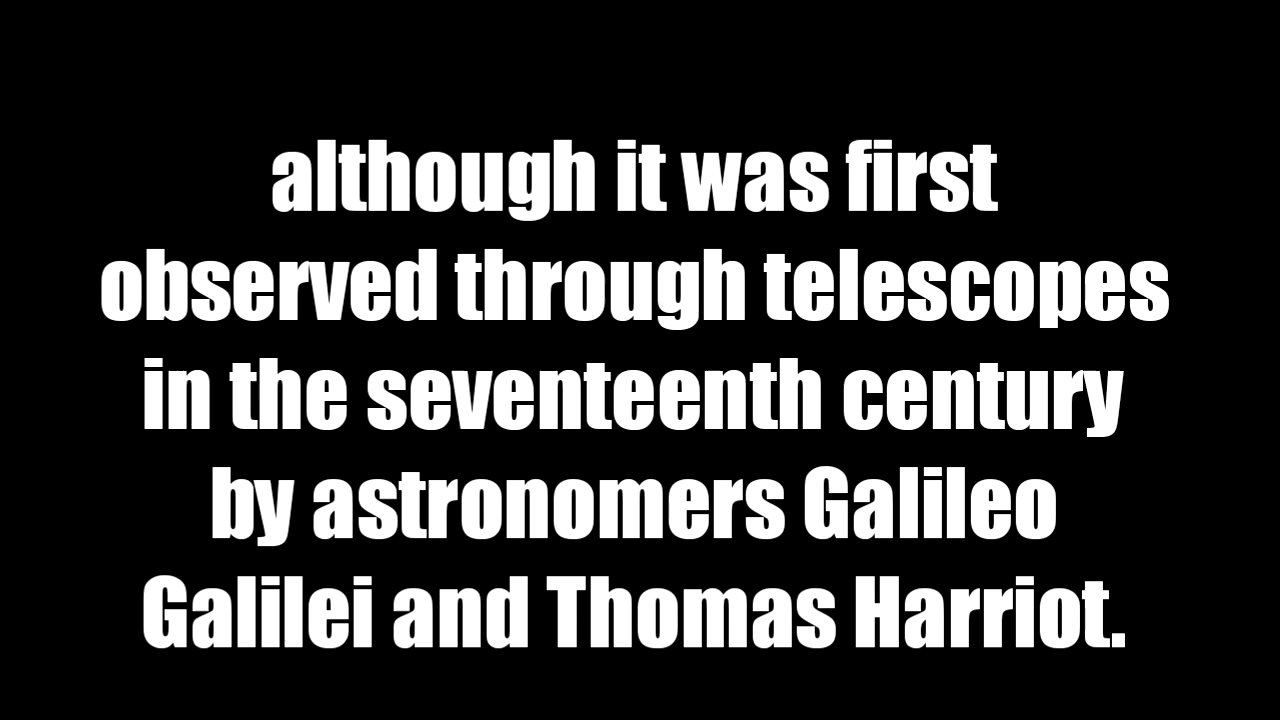 although it was first
observed through telescopes
in the seventeenth century
by astronomers Galileo
Galilei and Thomas Harriot.